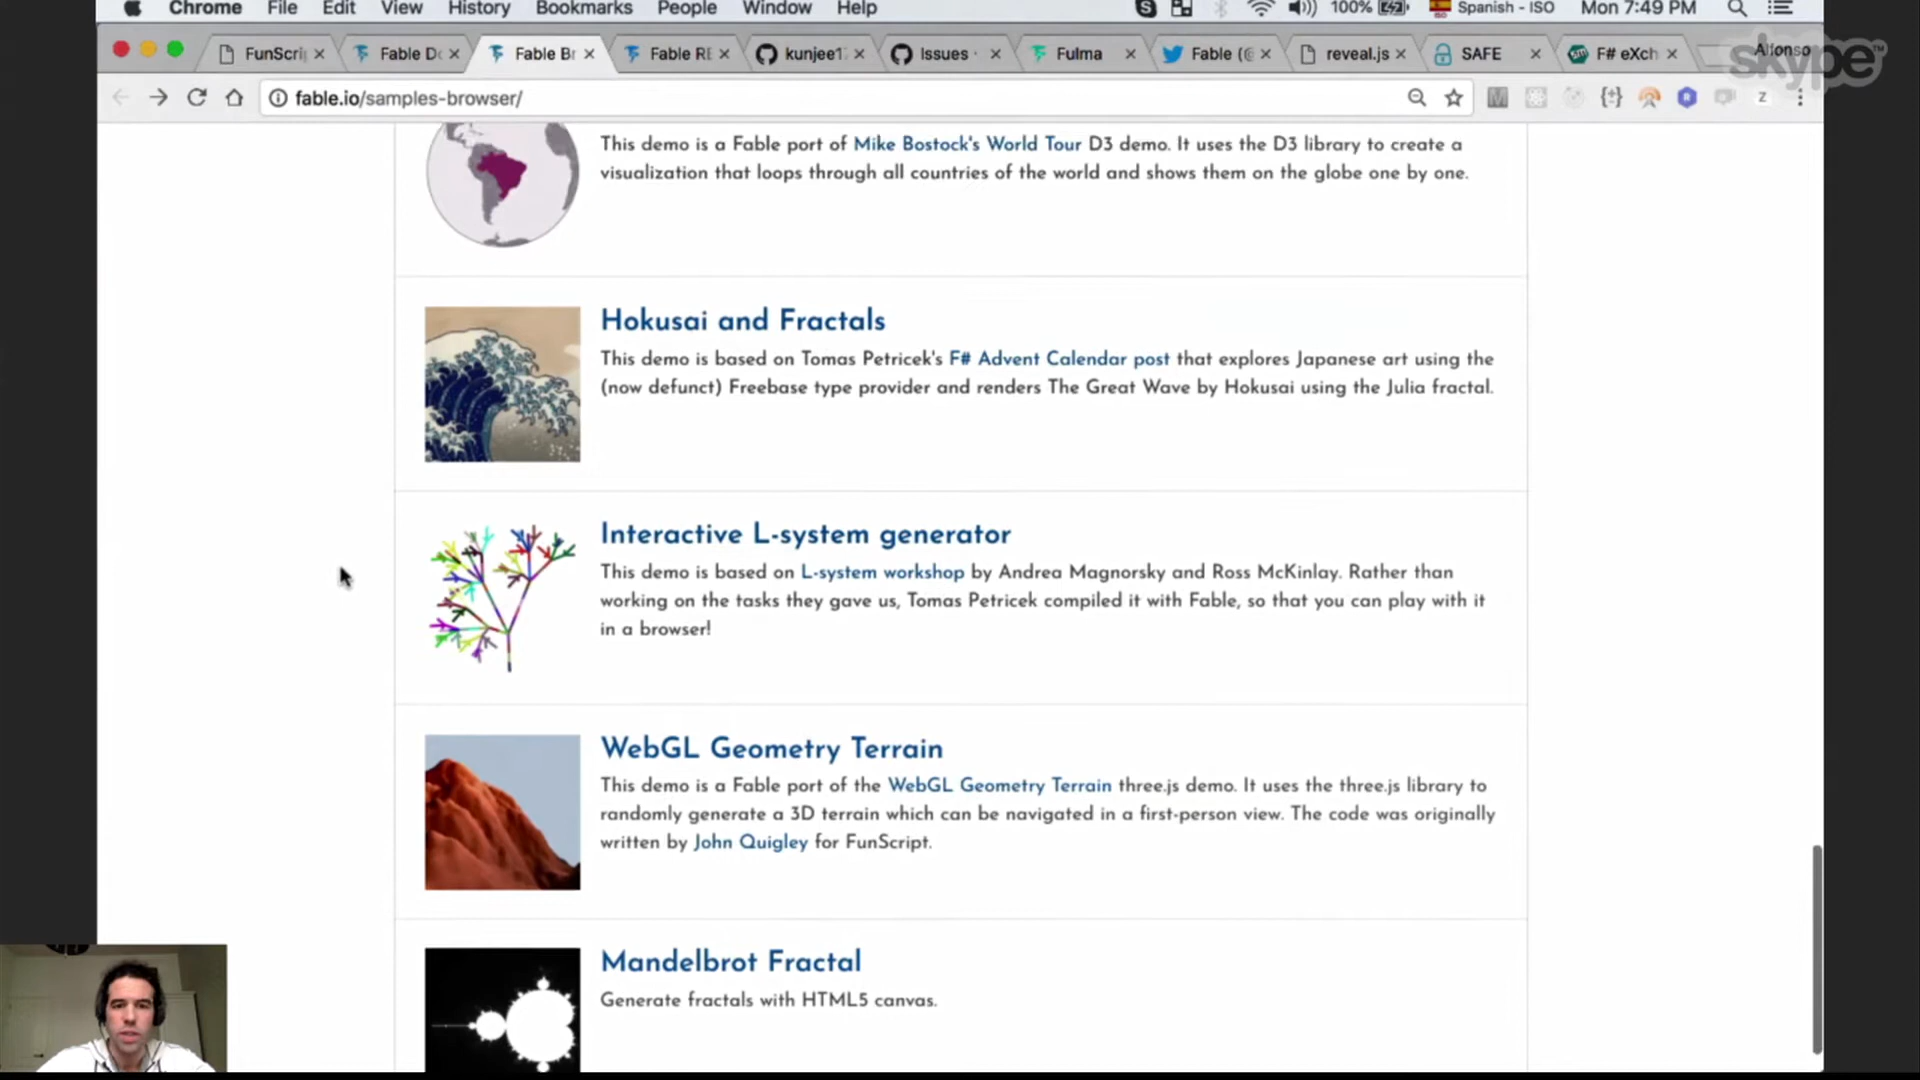 Chrome File Edit View History Bookmarks People Window Help 100% Spanish - ISO Mon 7:49 PM
FunScri Fable Do Fable Br Fable RE kunjee1 Issues · Fulma Fable (@ reveal.js SAFE F# eXch Alfonso
skype™
fable.io/samples-browser/
This demo is a Fable port of Mike Bostock's World Tour D3 demo. It uses the D3 library to create a
visualization that loops through all countries of the world and shows them on the globe one by one.
Hokusai and Fractals
This demo is based on Tomas Petricek's F# Advent Calendar post that explores Japanese art using the
(now defunct) Freebase type provider and renders The Great Wave by Hokusai using the Julia fractal.
Interactive L-system generator
This demo is based on L-system workshop by Andrea Magnorsky and Ross McKinlay. Rather than
working on the tasks they gave us, Tomas Petricek compiled it with Fable, so that you can play with it
in a browser!
WebGL Geometry Terrain
This demo is a Fable port of the WebGL Geometry Terrain three.js demo. It uses the three.js library to
randomly generate a 3D terrain which can be navigated in a first-person view. The code was originally
written by John Quigley for FunScript.
Mandelbrot Fractal
Generate fractals with HTML5 canvas.